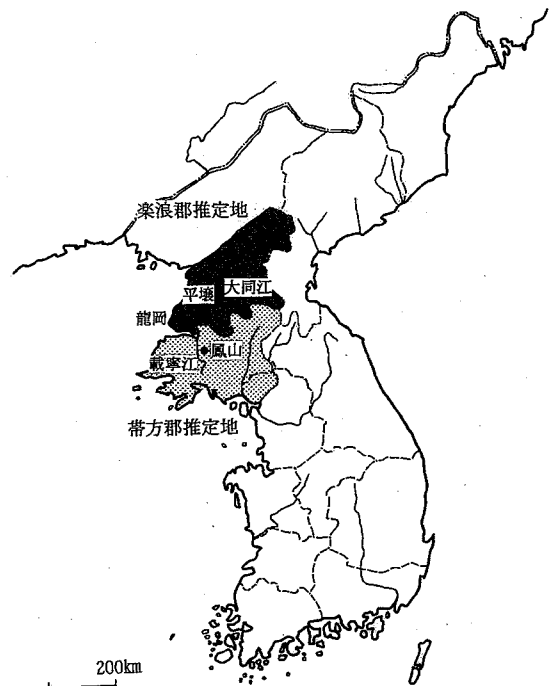 楽浪郡推定地
平壌
大同江
龍岡
載寧江
鳳山
帯方郡推定地
200km